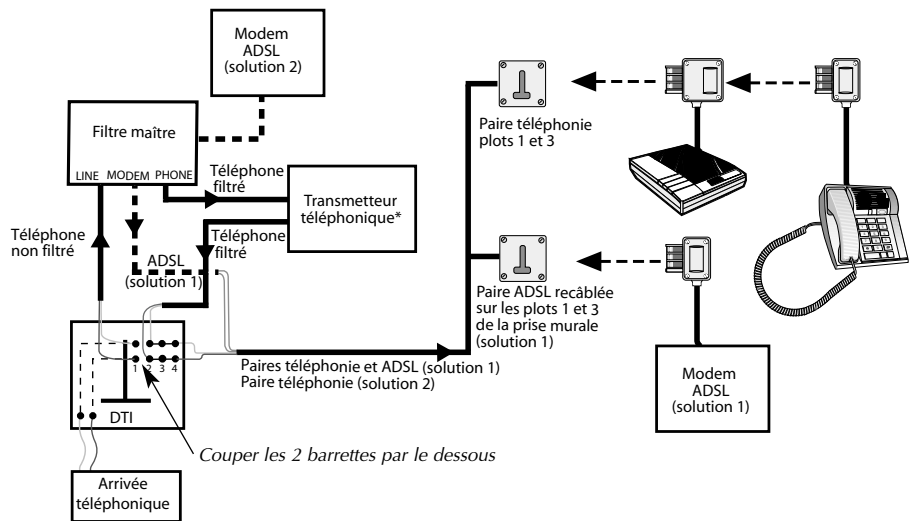 Modem
ADSL
(solution 2)
Filtre maître
LINE MODEM PHONE
Téléphone
filtré
Transmetteur
téléphonique*
Téléphone
filtré
Téléphone
non filtré
ADSL
(solution 1)
Paire téléphonie
plots 1 et 3
Paire ADSL recâblée
sur les plots 1 et 3
de la prise murale
(solution 1)
1 2 3 4
DTI
Paires téléphonie et ADSL (solution 1)
Paire téléphonie (solution 2)
Modem
ADSL
(solution 1)
Couper les 2 barrettes par le dessous
Arrivée
téléphonique